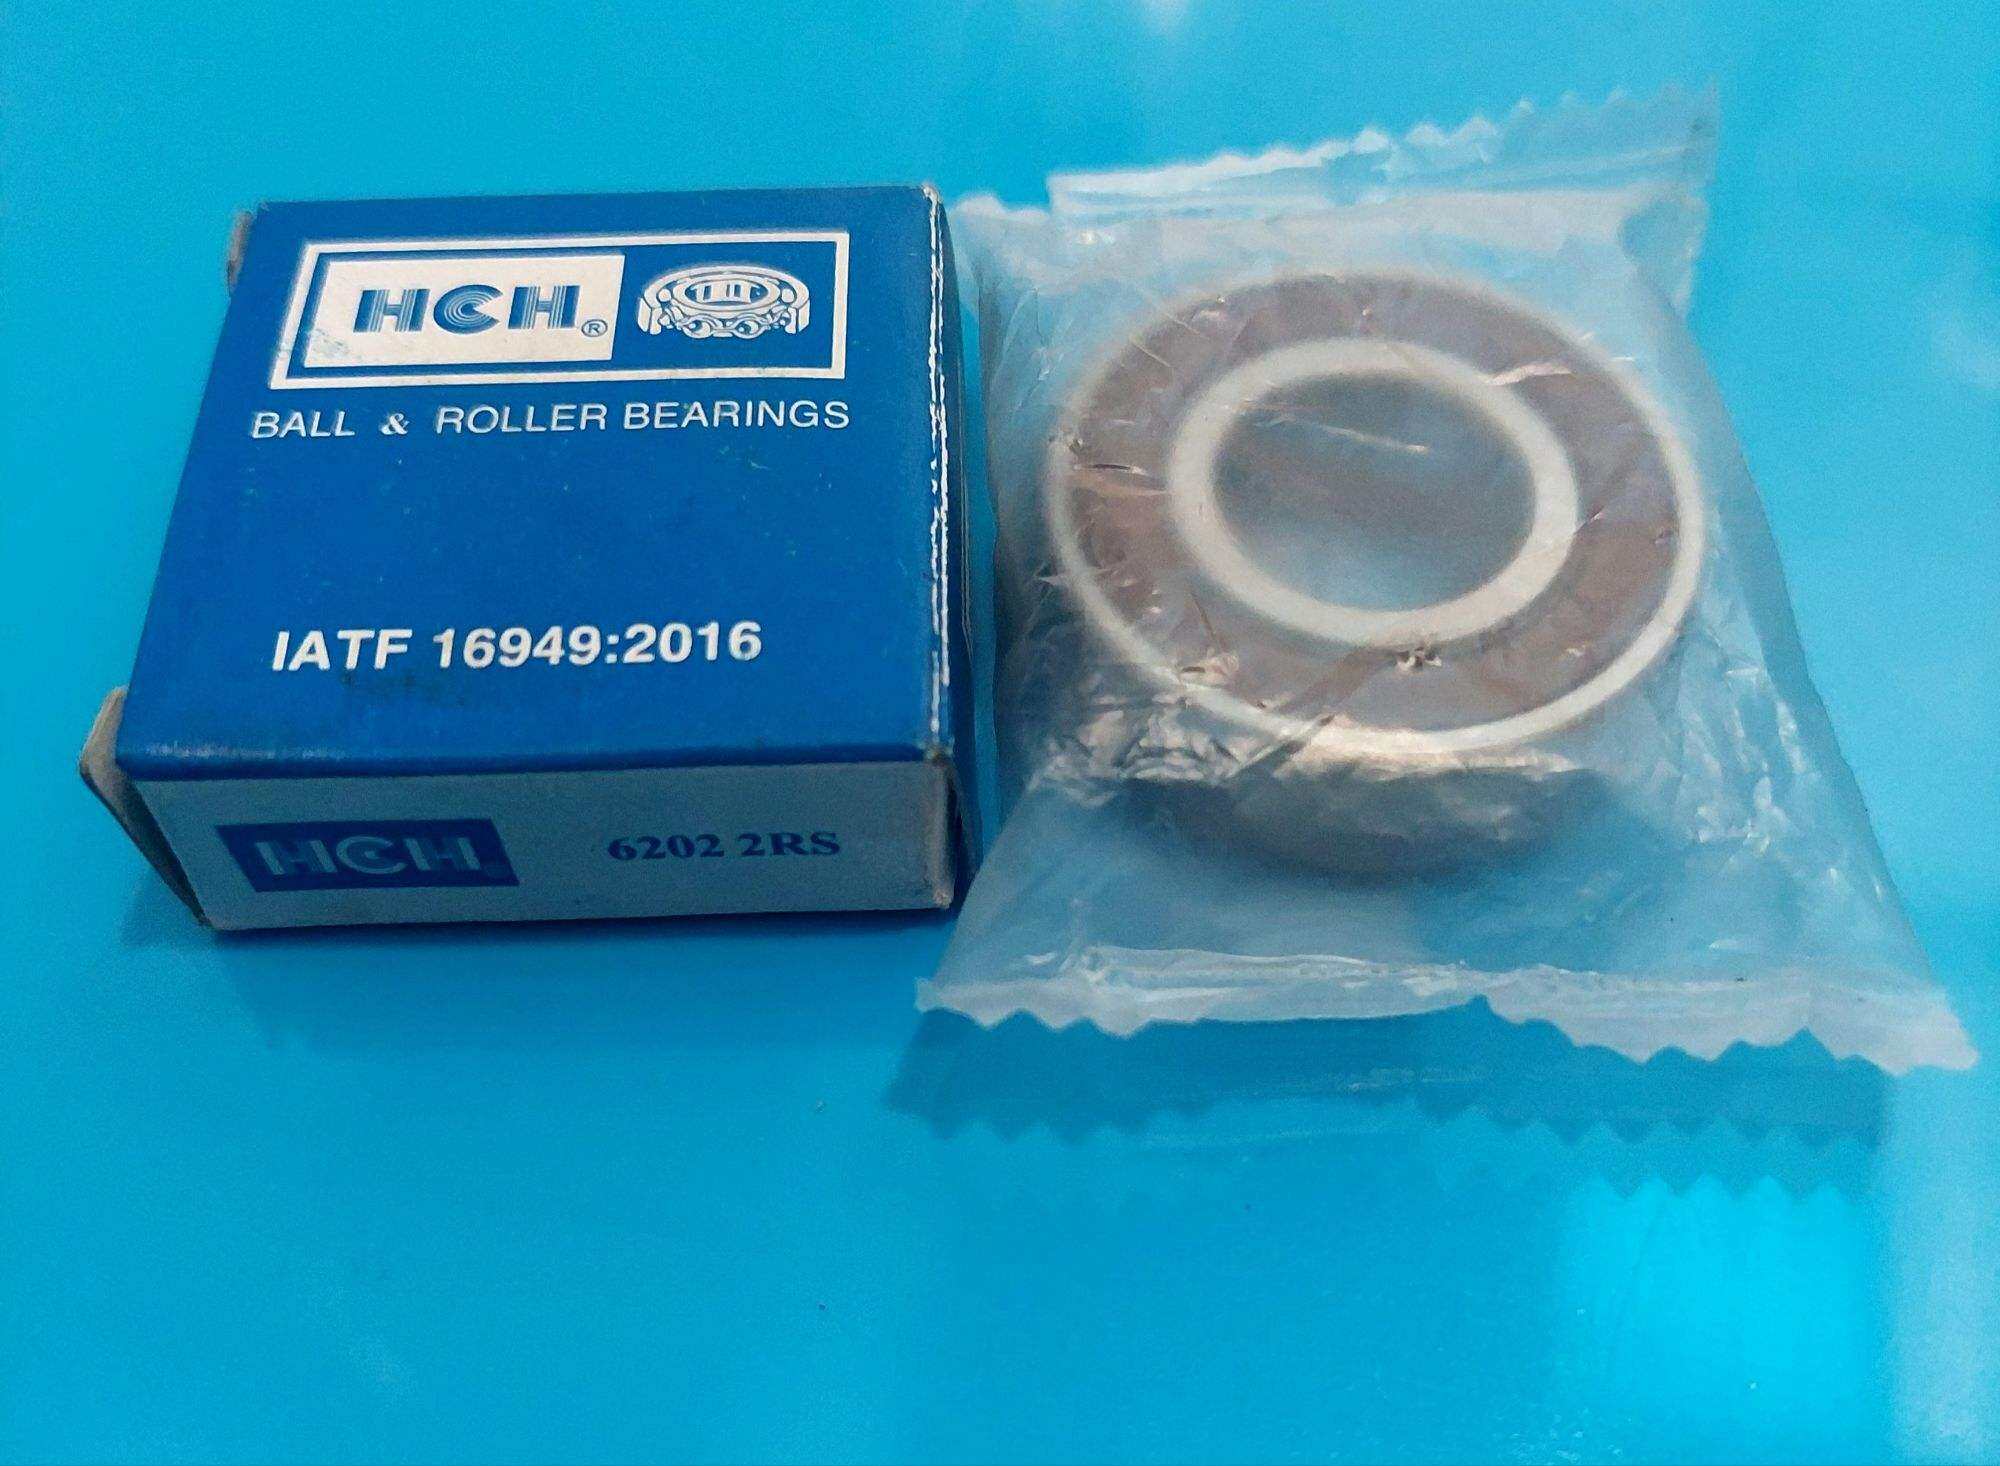 HCH®
BALL & ROLLER BEARINGS
IATF 16949:2016
HCH®
6202 2RS